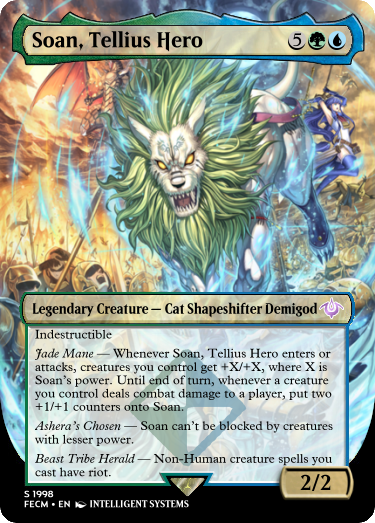 Soan, Tellius Hero 5
Legendary Creature — Cat Shapeshifter Demigod
Indestructible
Jade Mane — Whenever Soan, Tellius Hero enters or
attacks, creatures you control get +X/+X, where X is
Soan's power. Until end of turn, whenever a creature
you control deals combat damage to a player, put two
+1/+1 counters onto Soan.
Ashera's Chosen — Soan can't be blocked by creatures
with lesser power.
Beast Tribe Herald — Non-Human creature spells you
cast have riot.
2/2
S 1998
FECM • EN INTELLIGENT SYSTEMS